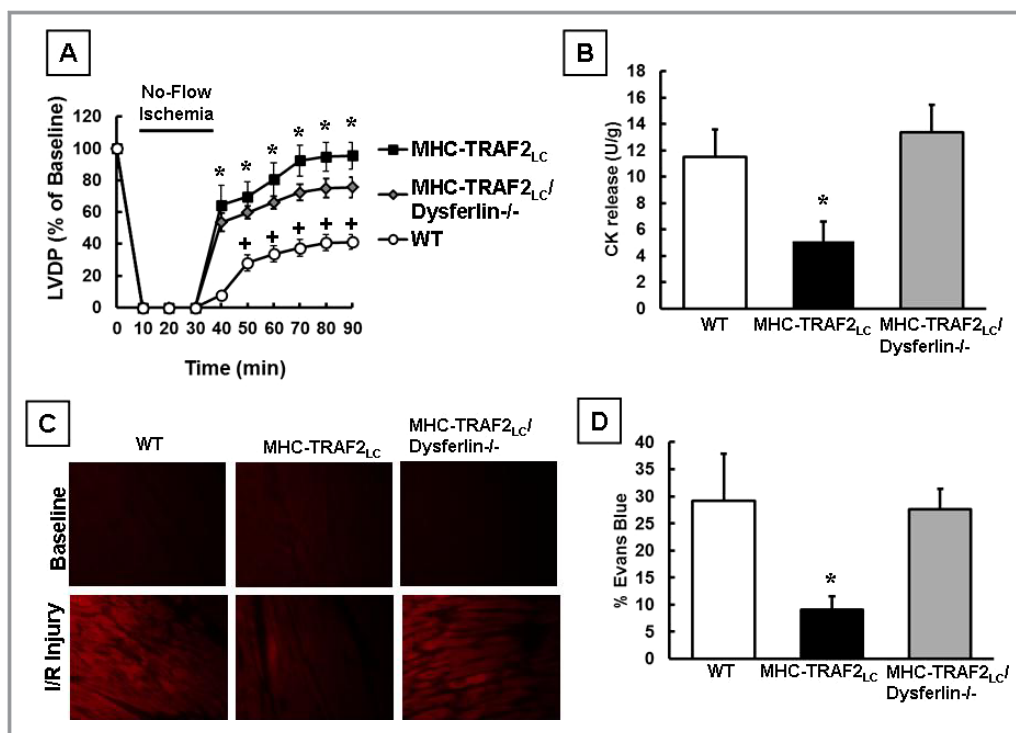 A
No-Flow
Ischemia
LVDP (% of Baseline)
120
100
80
60
40
20
0
* * * * * *
+ + + + +
0 10 20 30 40 50 60 70 80 90
Time (min)
MHC-TRAF2LC
MHC-TRAF2LC/
Dysferlin-/-
WT
B
CK release (U/g)
18
16
14
12
10
8
6
4
2
0
*
WT MHC-TRAF2LC MHC-TRAF2LC/
Dysferlin-/-
C
WT MHC-TRAF2LC MHC-TRAF2LC/
Dysferlin-/-
Baseline
I/R Injury
D
% Evans Blue
40
35
30
25
20
15
10
5
0
*
WT MHC-TRAF2LC MHC-TRAF2LC/
Dysferlin-/-